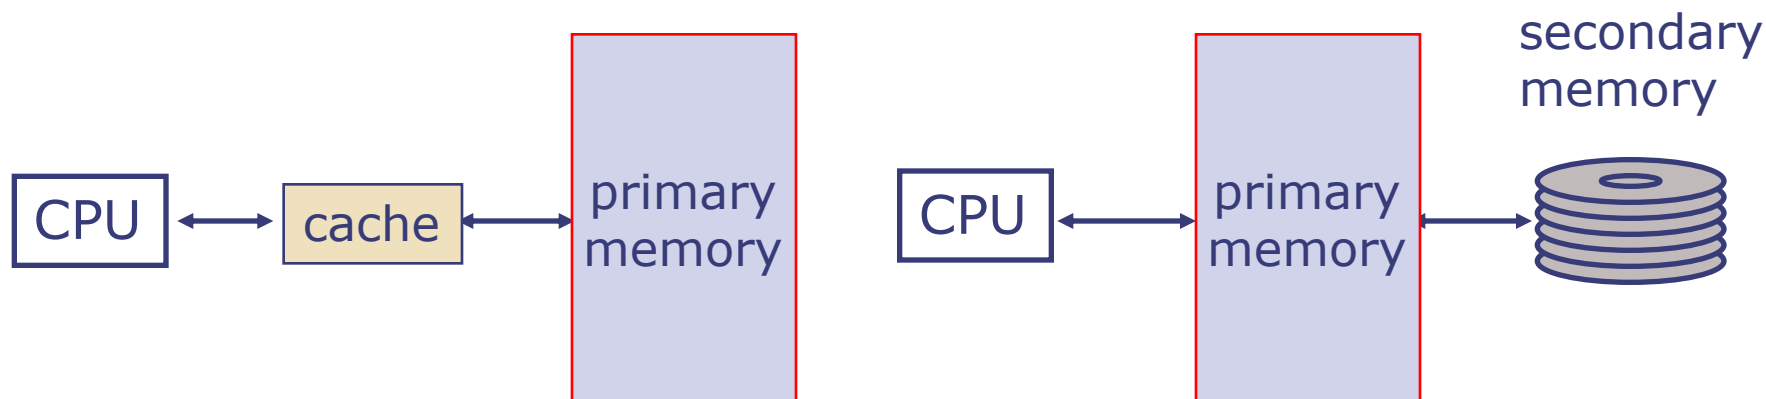 CPU
cache
primary
memory
CPU
primary
memory
secondary
memory